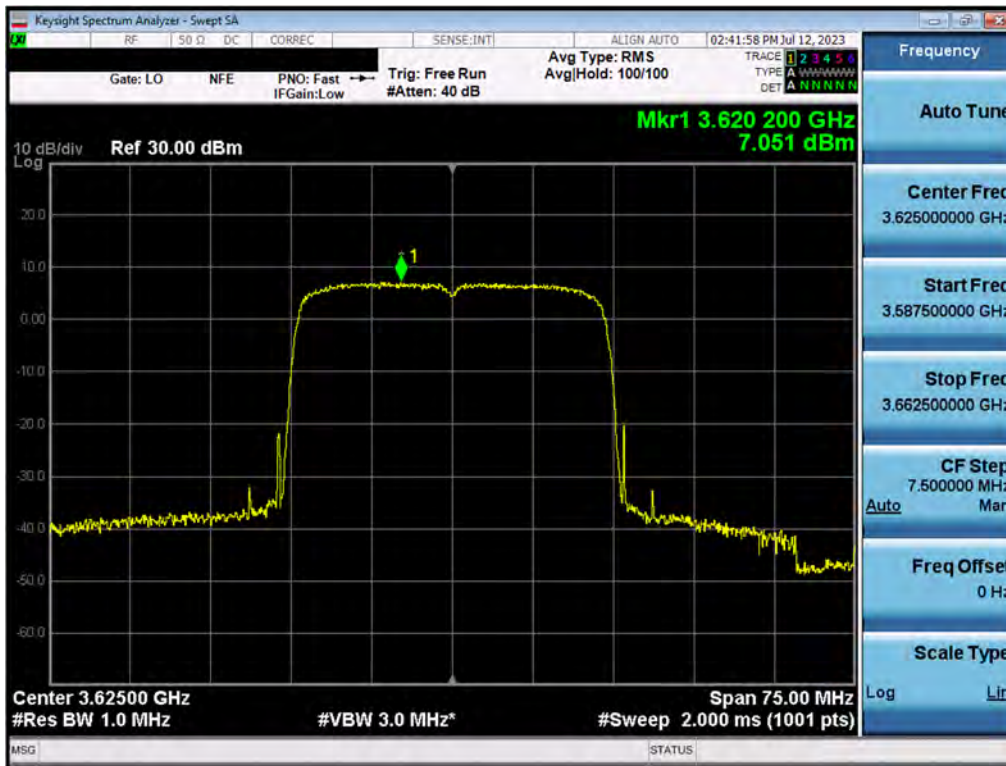 Keysight Spectrum Analyzer - Swept SA
LXI RF 50 Ω DC CORREC SENSE:INT ALIGN AUTO 02:41:58 PM Jul 12, 2023
Gate: LO NFE PNO: Fast Trig: Free Run Avg Type: RMS TRACE 1 2 3 4 5 6
IFGain:Low #Atten: 40 dB Avg|Hold: 100/100 TYPE A WWWWW
DET A N N N N N
Mkr1 3.620 200 GHz
7.051 dBm
10 dB/div Ref 30.00 dBm
Log
20.0
1
10.0
0.00
-10.0
-20.0
-30.0
-40.0
-50.0
-60.0
Center 3.62500 GHz Span 75.00 MHz
#Res BW 1.0 MHz #VBW 3.0 MHz* #Sweep 2.000 ms (1001 pts)
MSG STATUS
Frequency
Auto Tune
Center Freq
3.625000000 GHz
Start Freq
3.587500000 GHz
Stop Freq
3.662500000 GHz
CF Step
7.500000 MHz
Auto Man
Freq Offset
0 Hz
Scale Type
Log Lin